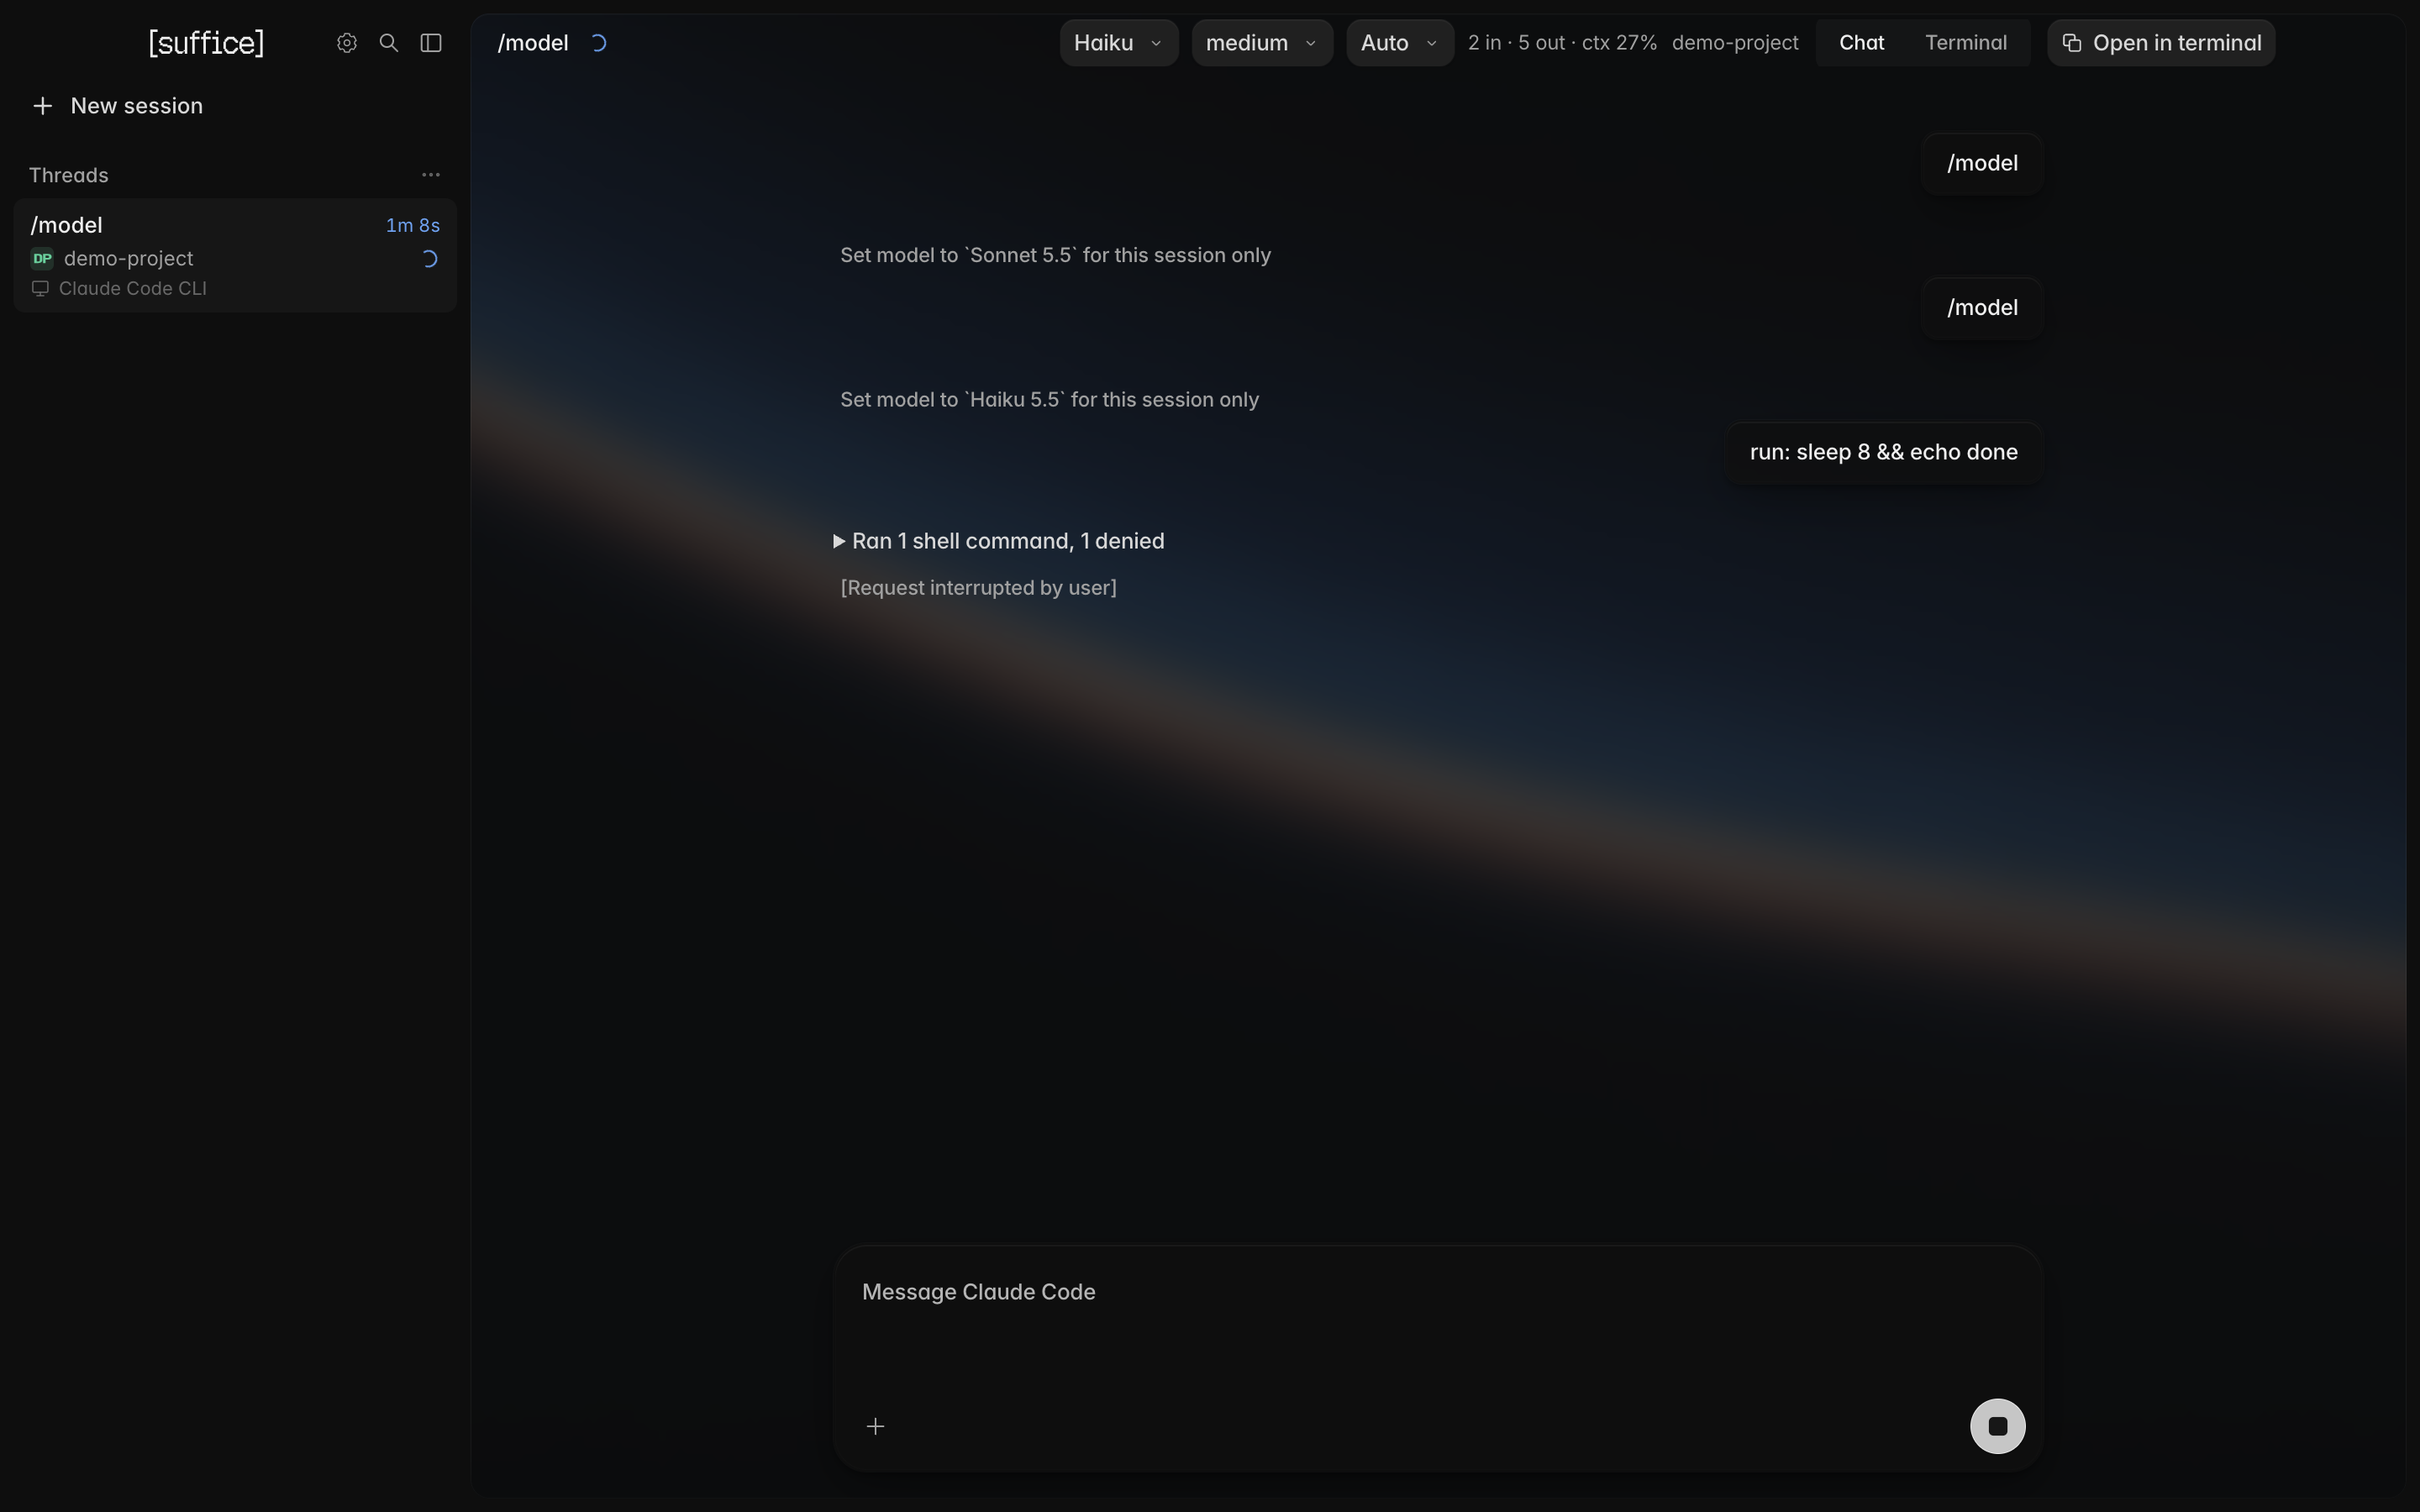 [suffice]
New session
Threads
/model 1m 8s
DP demo-project
Claude Code CLI
/model Haiku medium Auto 2 in · 5 out · ctx 27% demo-project Chat Terminal Open in terminal
/model
Set model to `Sonnet 5.5` for this session only
/model
Set model to `Haiku 5.5` for this session only
run: sleep 8 && echo done
Ran 1 shell command, 1 denied
[Request interrupted by user]
Message Claude Code